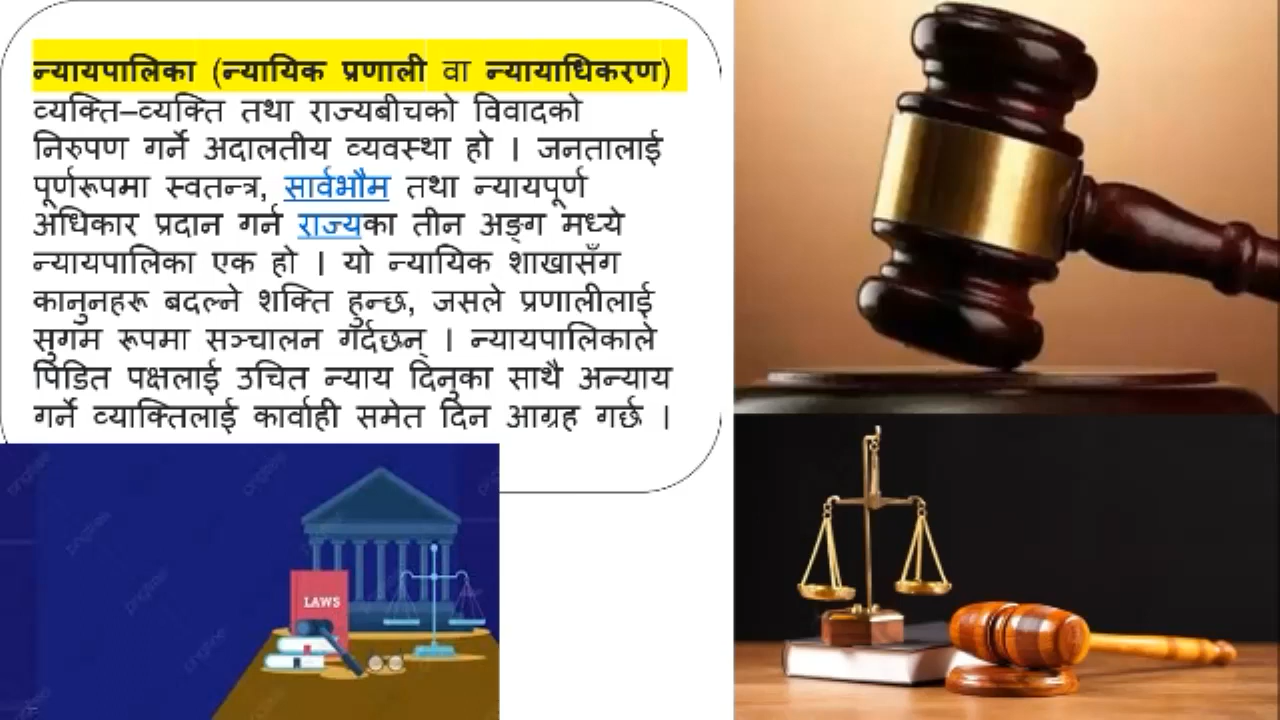 न्यायपालिका (न्यायिक प्रणाली वा न्यायाधिकरण)
व्यक्ति–व्यक्ति तथा राज्यबीचको विवादको
निरुपण गर्ने अदालतीय व्यवस्था हो । जनतालाई
पूर्णरूपमा स्वतन्त्र, सार्वभौम तथा न्यायपूर्ण
अधिकार प्रदान गर्न राज्यका तीन अङ्ग मध्ये
न्यायपालिका एक हो । यो न्यायिक शाखासँग
कानुनहरू बदल्ने शक्ति हुन्छ, जसले प्रणालीलाई
सुगम रूपमा सञ्चालन गर्दछन् । न्यायपालिकाले
पिडित पक्षलाई उचित न्याय दिनुका साथै अन्याय
गर्ने व्याक्तिलाई कार्वाही समेत दिन आग्रह गर्छ ।
LAWS